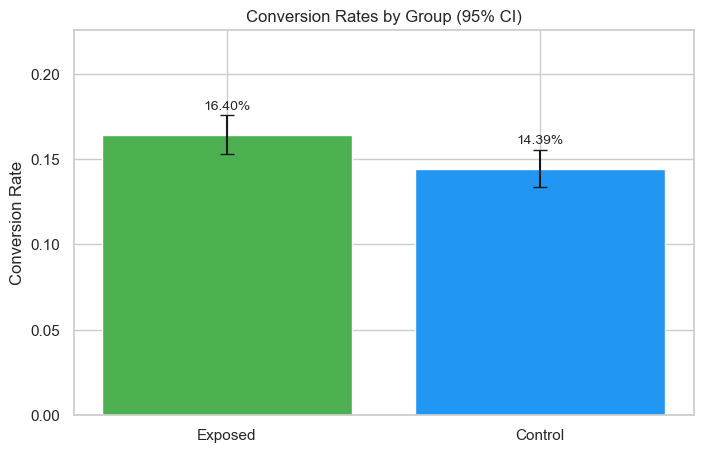 Conversion Rates by Group (95% CI)
Conversion Rate
0.20
0.15
0.10
0.05
0.00
16.40%
14.39%
Exposed
Control